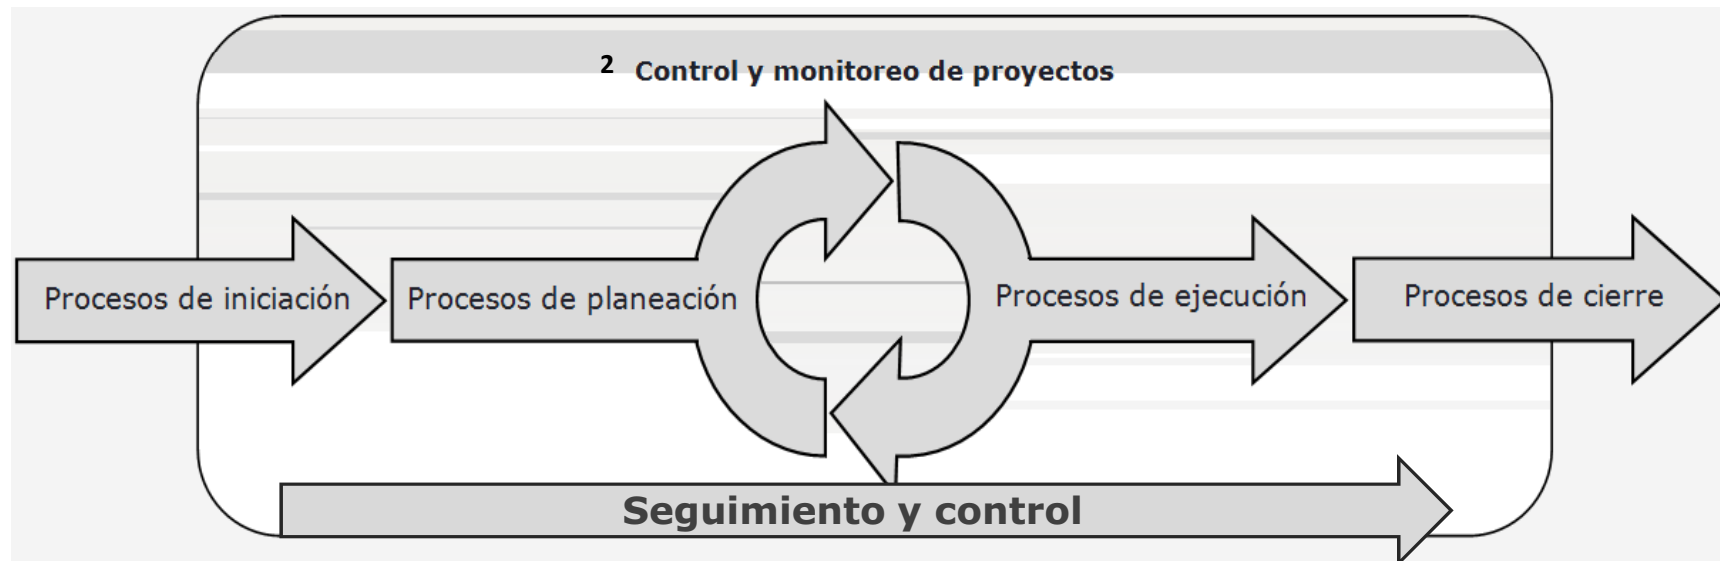 2 Control y monitoreo de proyectos
Procesos de iniciación
Procesos de planeación
Procesos de ejecución
Procesos de cierre
Seguimiento y control